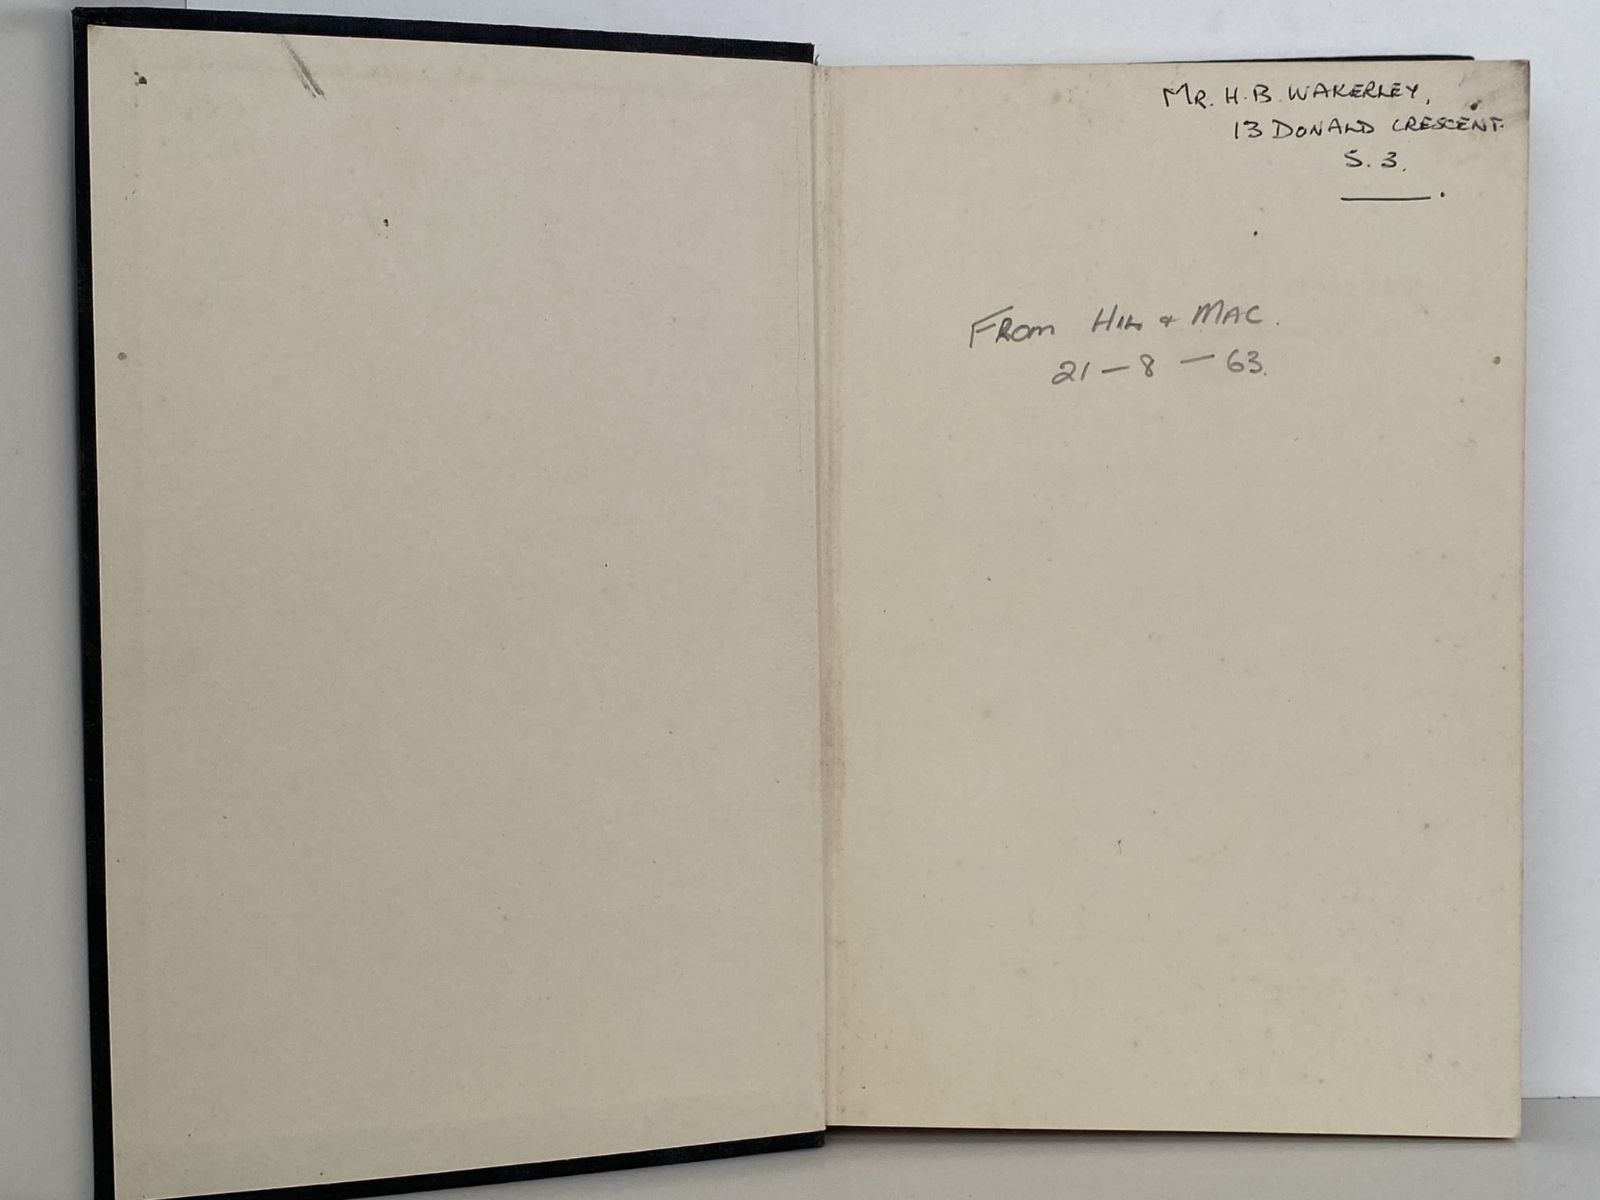 MR. H. B. WAKERLEY,
13 DONALD CRESCENT.
S. 3.
FROM HIL & MAC.
21 - 8 - 63.